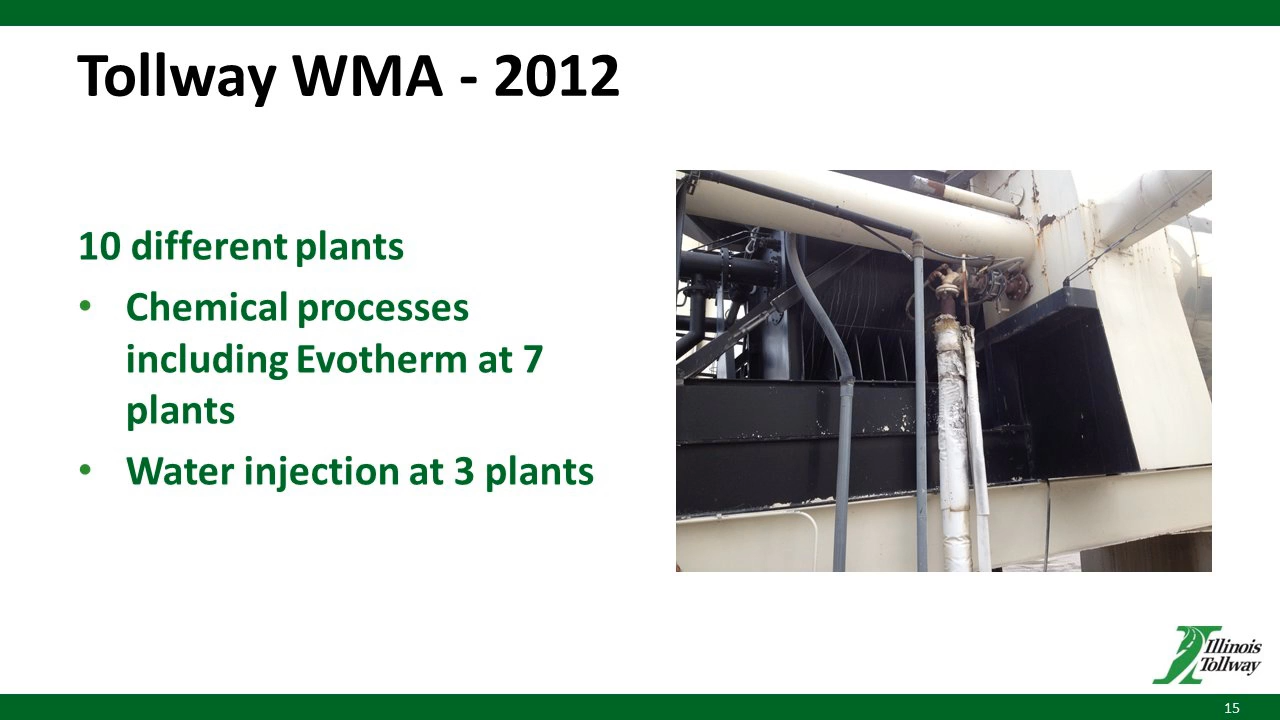 Tollway WMA - 2012
10 different plants
• Chemical processes
including Evotherm at 7
plants
• Water injection at 3 plants
Illinois
Tollway
15